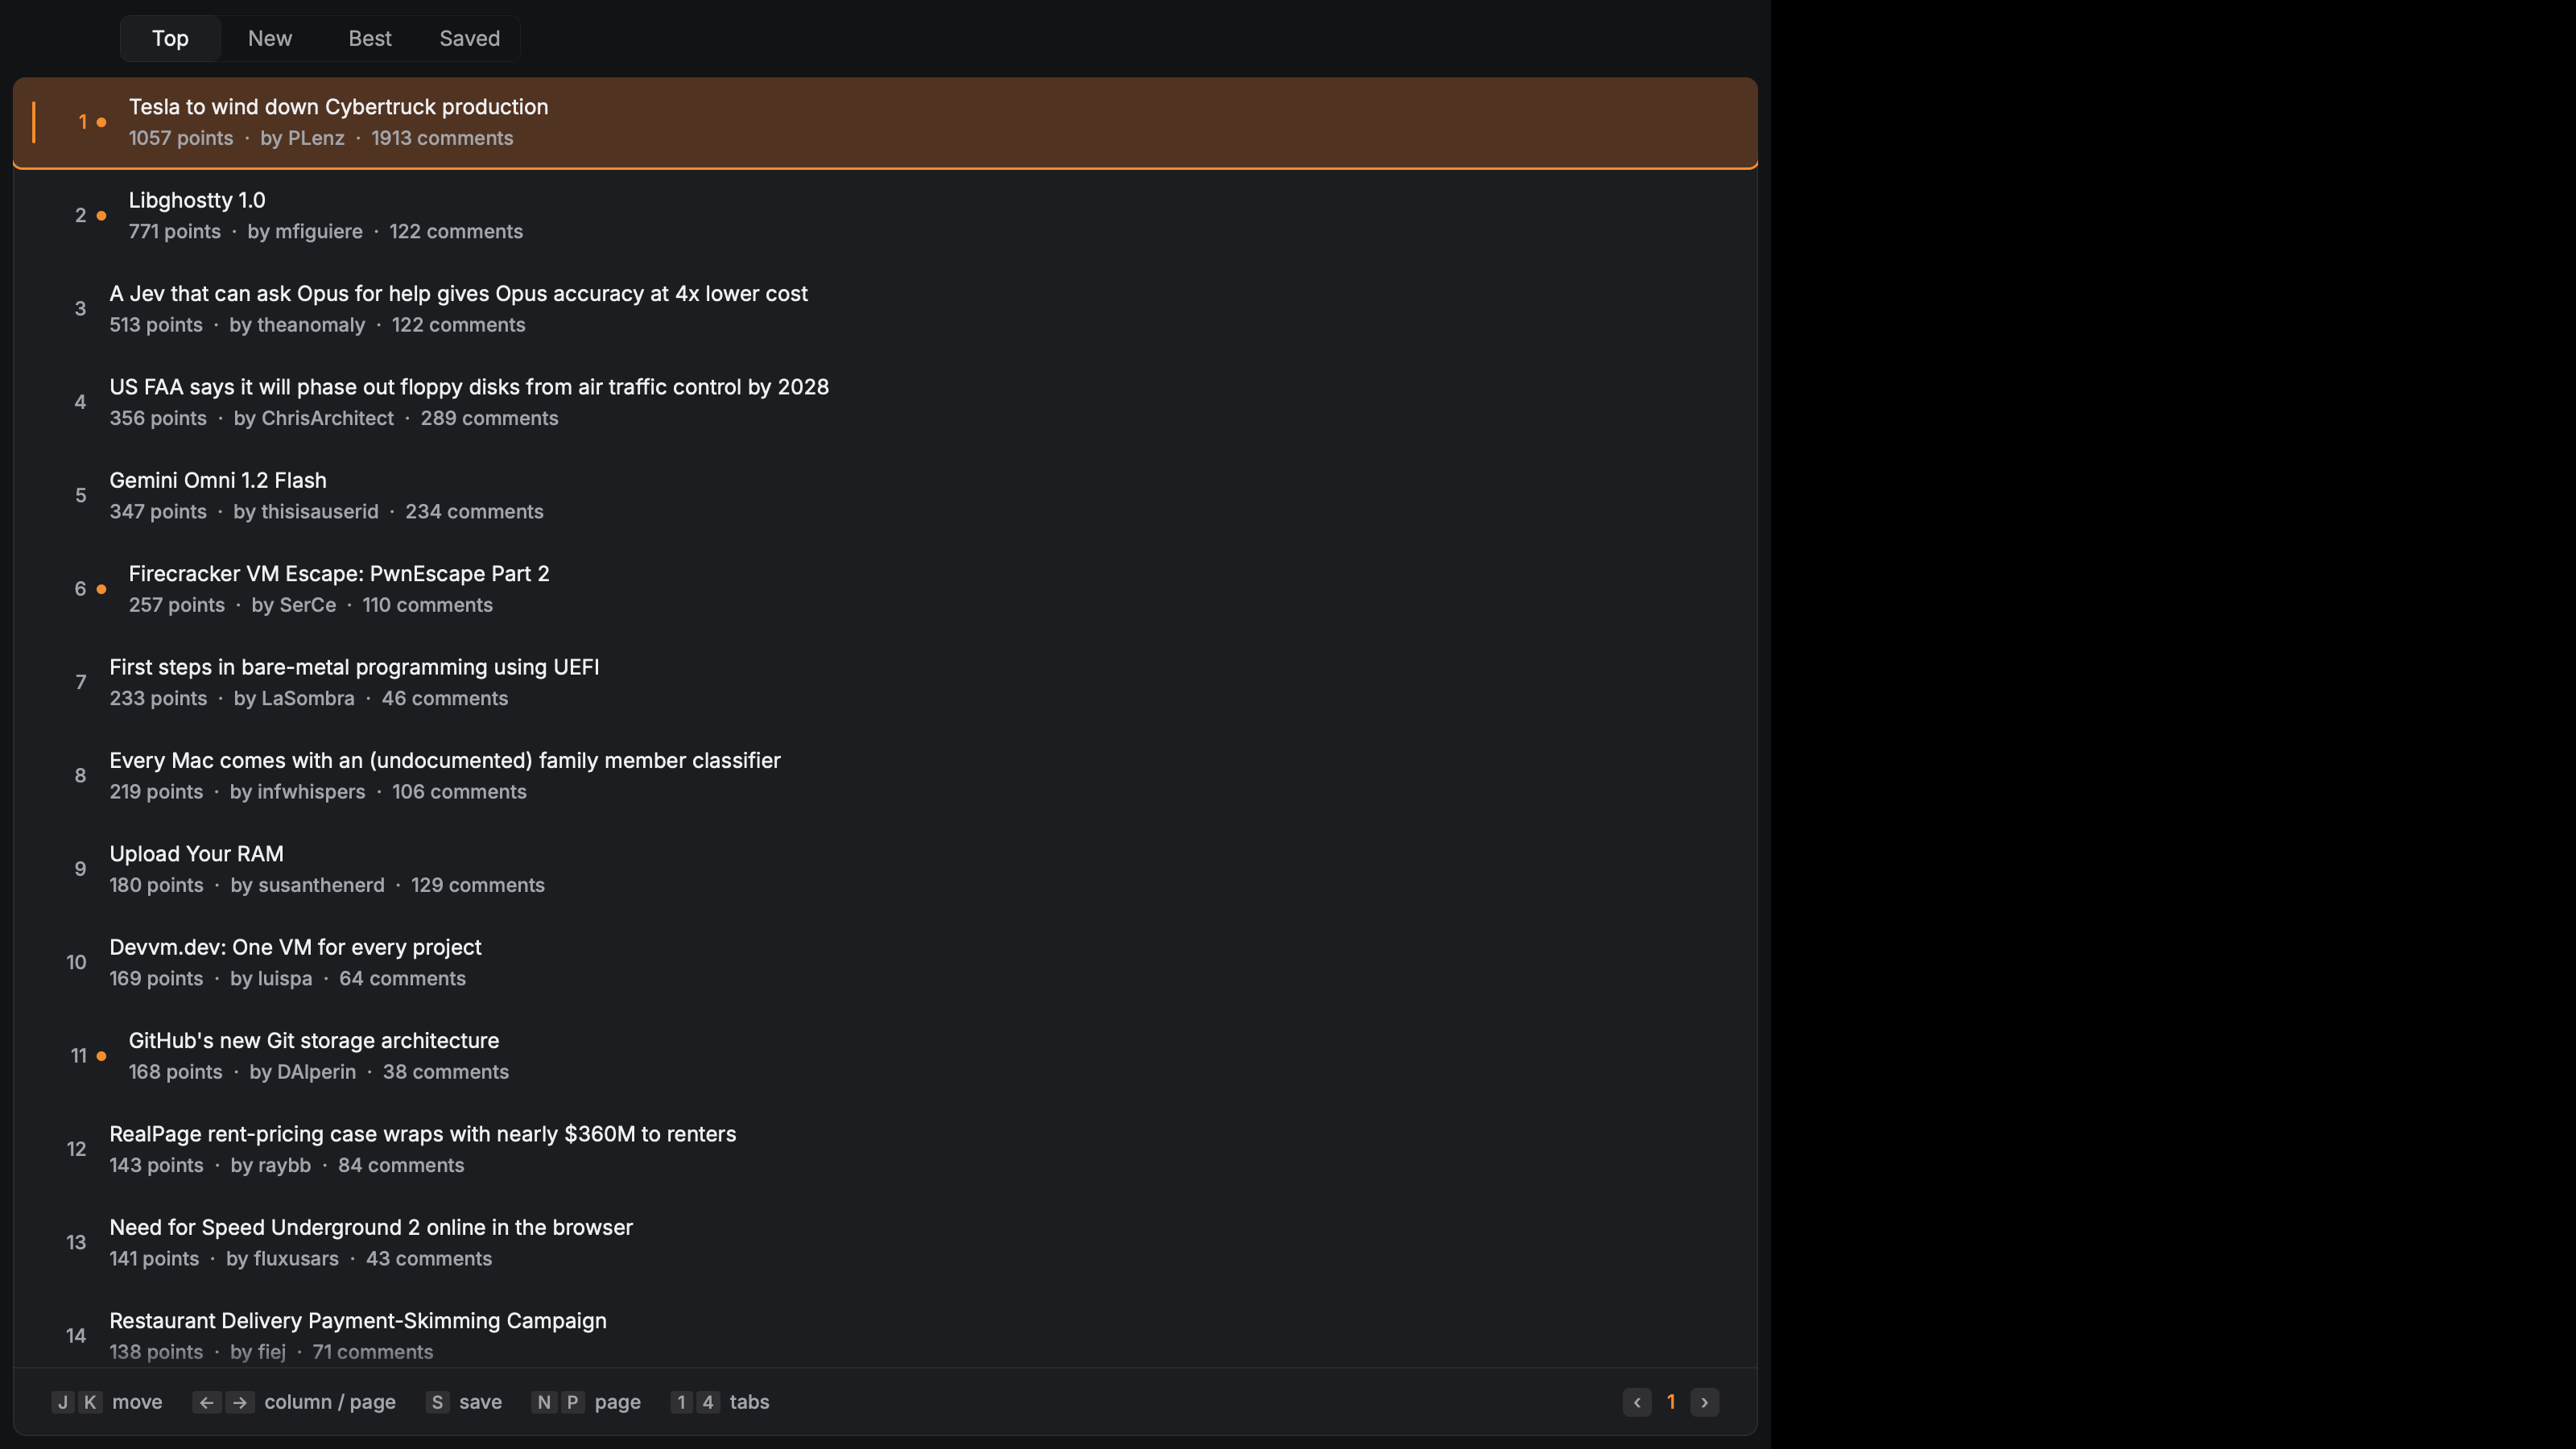 Top New Best Saved
1 Tesla to wind down Cybertruck production
1057 points · by PLenz · 1913 comments
2 Libghostty 1.0
771 points · by mfiguiere · 122 comments
3 A Jev that can ask Opus for help gives Opus accuracy at 4x lower cost
513 points · by theanomaly · 122 comments
4 US FAA says it will phase out floppy disks from air traffic control by 2028
356 points · by ChrisArchitect · 289 comments
5 Gemini Omni 1.2 Flash
347 points · by thisisauserid · 234 comments
6 Firecracker VM Escape: PwnEscape Part 2
257 points · by SerCe · 110 comments
7 First steps in bare-metal programming using UEFI
233 points · by LaSombra · 46 comments
8 Every Mac comes with an (undocumented) family member classifier
219 points · by infwhispers · 106 comments
9 Upload Your RAM
180 points · by susanthenerd · 129 comments
10 Devvm.dev: One VM for every project
169 points · by luispa · 64 comments
11 GitHub's new Git storage architecture
168 points · by DAlperin · 38 comments
12 RealPage rent-pricing case wraps with nearly $360M to renters
143 points · by raybb · 84 comments
13 Need for Speed Underground 2 online in the browser
141 points · by fluxusars · 43 comments
14 Restaurant Delivery Payment-Skimming Campaign
138 points · by fiej · 71 comments
J K move ← → column / page S save N P page 1 4 tabs ‹ 1 ›